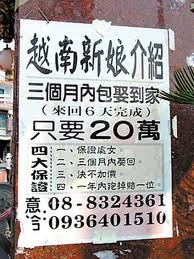 越南新娘介紹
三個月內包娶到家
(來回6天完成)
只要20萬
四大保證
一、保證處女。
二、三個月內娶回。
三、決不加價。
四、一年內跑掉賠一位
意洽
08-8324361
0936401510